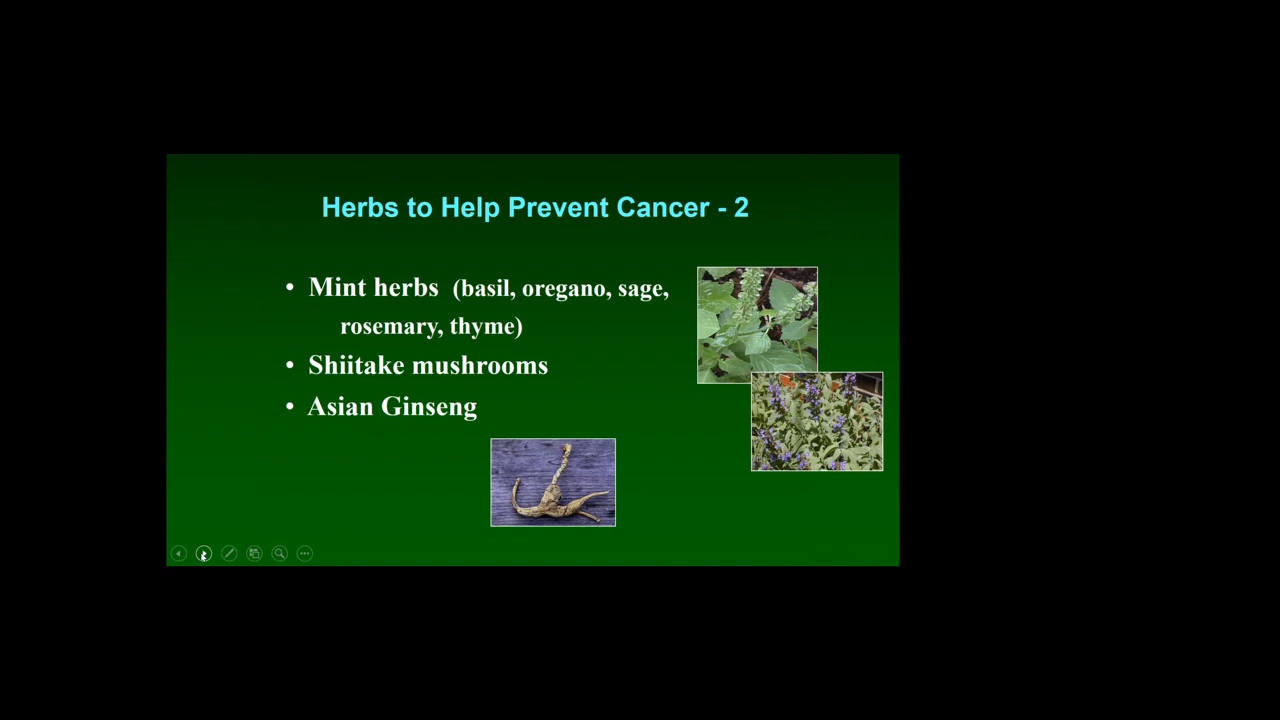 Herbs to Help Prevent Cancer - 2
• Mint herbs (basil, oregano, sage,
rosemary, thyme)
• Shiitake mushrooms
• Asian Ginseng